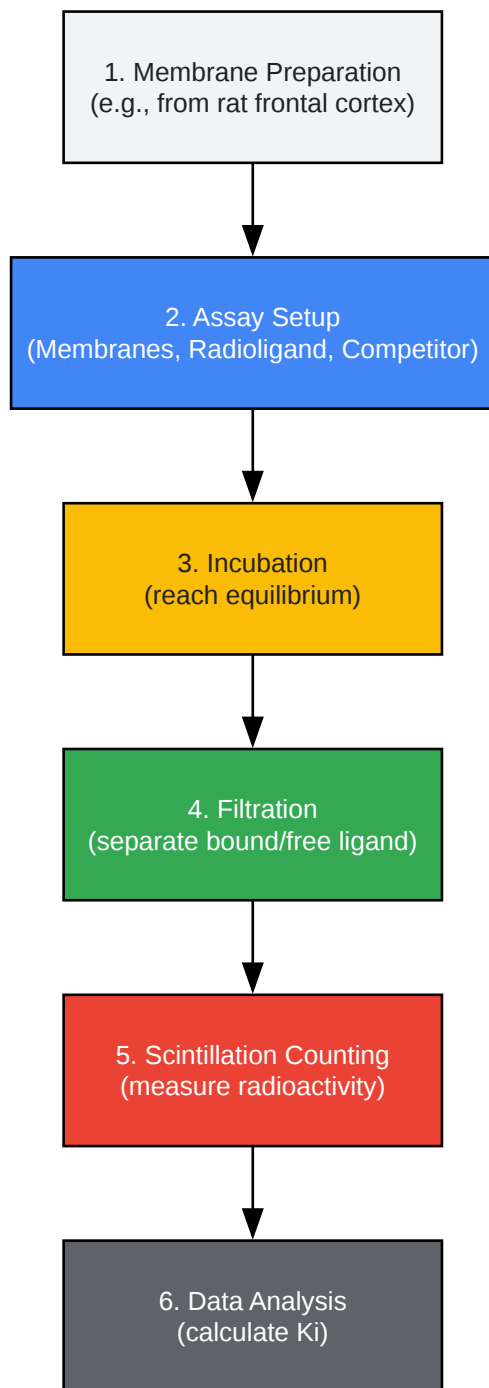 1. Membrane Preparation
(e.g., from rat frontal cortex)
2. Assay Setup
(Membranes, Radioligand, Competitor)
3. Incubation
(reach equilibrium)
4. Filtration
(separate bound/free ligand)
5. Scintillation Counting
(measure radioactivity)
6. Data Analysis
(calculate Ki)